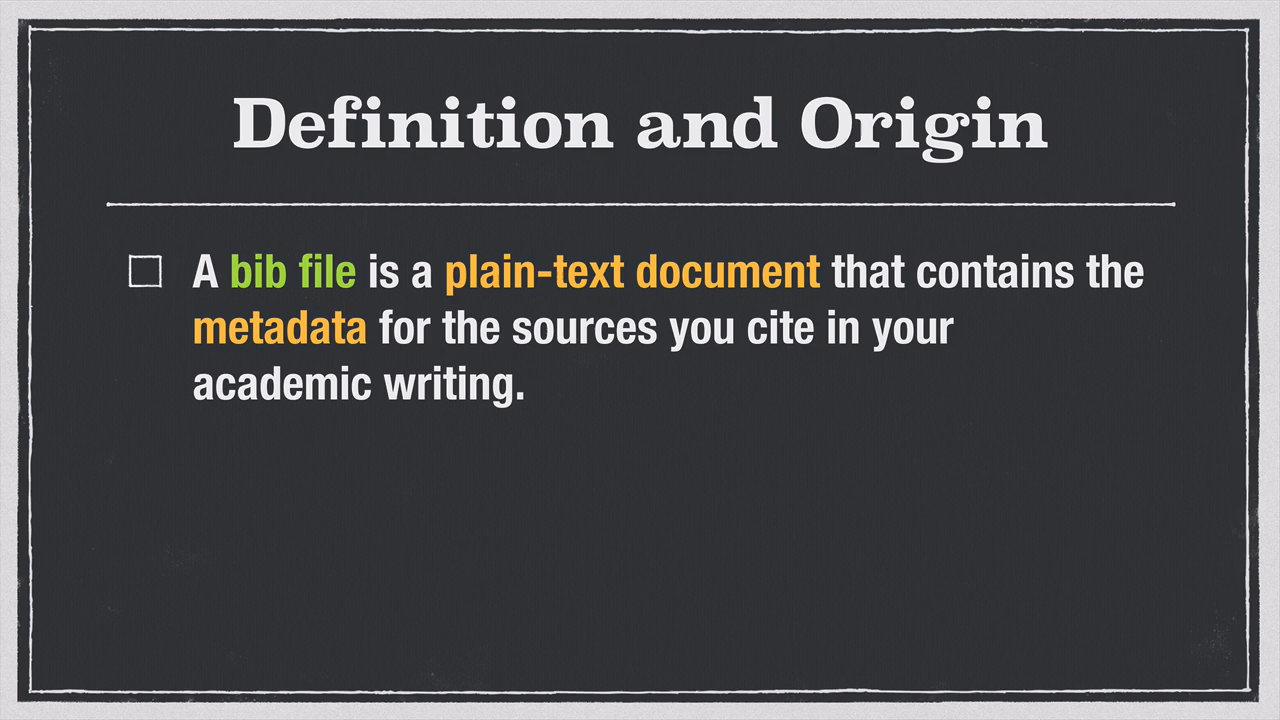 Definition and Origin
A bib file is a plain-text document that contains the
metadata for the sources you cite in your
academic writing.